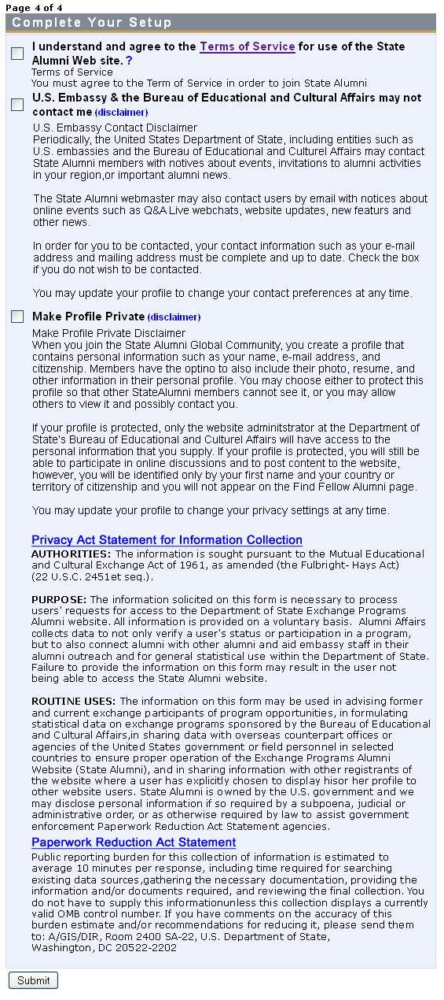 Page 4 of 4
Complete Your Setup
I understand and agree to the Terms of Service for use of the State
Alumni Web site. ?
Terms of Service
You must agree to the Term of Service in order to join State Alumni
U.S. Embassy & the Bureau of Educational and Cultural Affairs may not
contact me (disclaimer)
U.S. Embassy Contact Disclaimer
Periodically, the United States Department of State, including entities such as
U.S. embassies and the Bureau of Educational and Culturel Affairs may contact
State Alumni members with notives about events, invitations to alumni activities
in your region,or important alumni news.
The State Alumni webmaster may also contact users by email with notices about
online events such as Q&A Live webchats, website updates, new featurs and
other news.
In order for you to be contacted, your contact information such as your e-mail
address and mailing address must be complete and up to date. Check the box
if you do not wish to be contacted.
You may update your profile to change your contact preferences at any time.
Make Profile Private (disclaimer)
Make Profile Private Disclaimer
When you join the State Alumni Global Community, you create a profile that
contains personal information such as your name, e-mail address, and
citizenship. Members have the optino to also include their photo, resume, and
other information in their personal profile. You may choose either to protect this
profile so that other StateAlumni members cannot see it, or you may allow
others to view it and possibly contact you.
If your profile is protected, only the website adminitstrator at the Department of
State's Bureau of Educational and Culturel Affairs will have access to the
personal information that you supply. If your profile is protected, you will still be
able to participate in online discussions and to post content to the website,
however, you will be identified only by your first name and your country or
territory of citizenship and you will not appear on the Find Fellow Alumni page.
You may update your profile to change your privacy settings at any time.
Privacy Act Statement for Information Collection
AUTHORITIES: The information is sought pursuant to the Mutual Educational
and Cultural Exchange Act of 1961, as amended (the Fulbright- Hays Act)
(22 U.S.C. 2451et seq.).
PURPOSE: The information solicited on this form is necessary to process
users' requests for access to the Department of State Exchange Programs
Alumni website. All information is provided on a voluntary basis. Alumni Affairs
collects data to not only verify a user's status or participation in a program,
but to also connect alumni with other alumni and aid embassy staff in their
alumni outreach and for general statistical use within the Department of State.
Failure to provide the information on this form may result in the user not
being able to access the State Alumni website.
ROUTINE USES: The information on this form may be used in advising former
and current exchange participants of program opportunities, in formulating
statistical data on exchange programs sponsored by the Bureau of Educational
and Cultural Affairs,in sharing data with overseas counterpart offices or
agencies of the United States government or field personnel in selected
countries to ensure proper operation of the Exchange Programs Alumni
Website (State Alumni), and in sharing information with other registrants of
the website where a user has explicitly chosen to display hisor her profile to
other website users. State Alumni is owned by the U.S. government and we
may disclose personal information if so required by a subpoena, judicial or
administrative order, or as otherwise required by law to assist government
enforcement Paperwork Reduction Act Statement agencies.
Paperwork Reduction Act Statement
Public reporting burden for this collection of information is estimated to
average 10 minutes per response, including time required for searching
existing data sources,gathering the necessary documentation, providing the
information and/or documents required, and reviewing the final collection. You
do not have to supply this informationunless this collection displays a currently
valid OMB control number. If you have comments on the accuracy of this
burden estimate and/or recommendations for reducing it, please send them
to: A/GIS/DIR, Room 2400 SA-22, U.S. Department of State,
Washington, DC 20522-2202
Submit